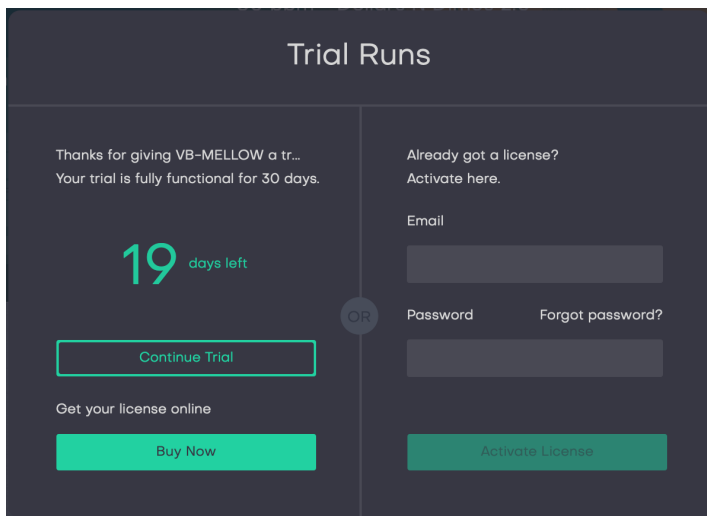 Trial Runs
Thanks for giving VB-MELLOW a tr...
Your trial is fully functional for 30 days.
19 days left
Continue Trial
Get your license online
Buy Now
OR
Already got a license?
Activate here.
Email
Password Forgot password?
Activate License